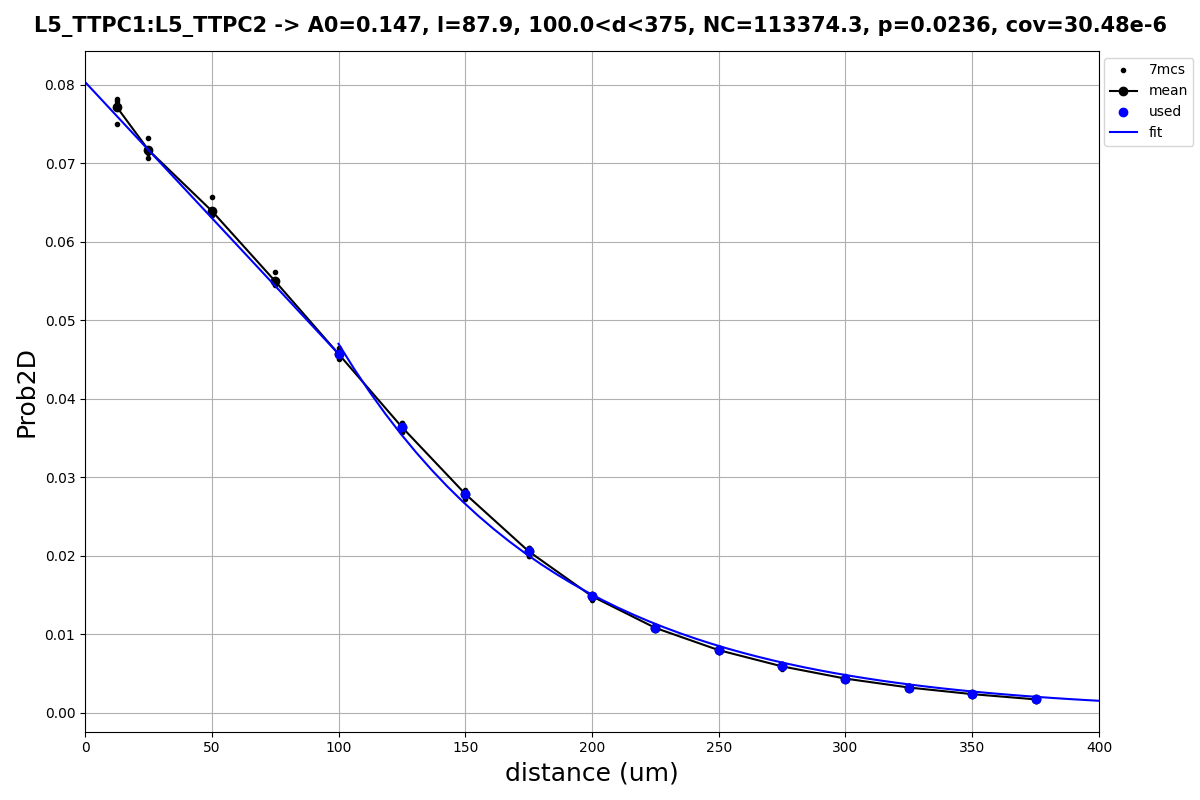 L5_TTPC1:L5_TTPC2 -> A0=0.147, l=87.9, 100.0<d<375, NC=113374.3, p=0.0236, cov=30.48e-6
7mcs
mean
used
fit
Prob2D
0.08
0.07
0.06
0.05
0.04
0.03
0.02
0.01
0.00
0 50 100 150 200 250 300 350 400
distance (um)